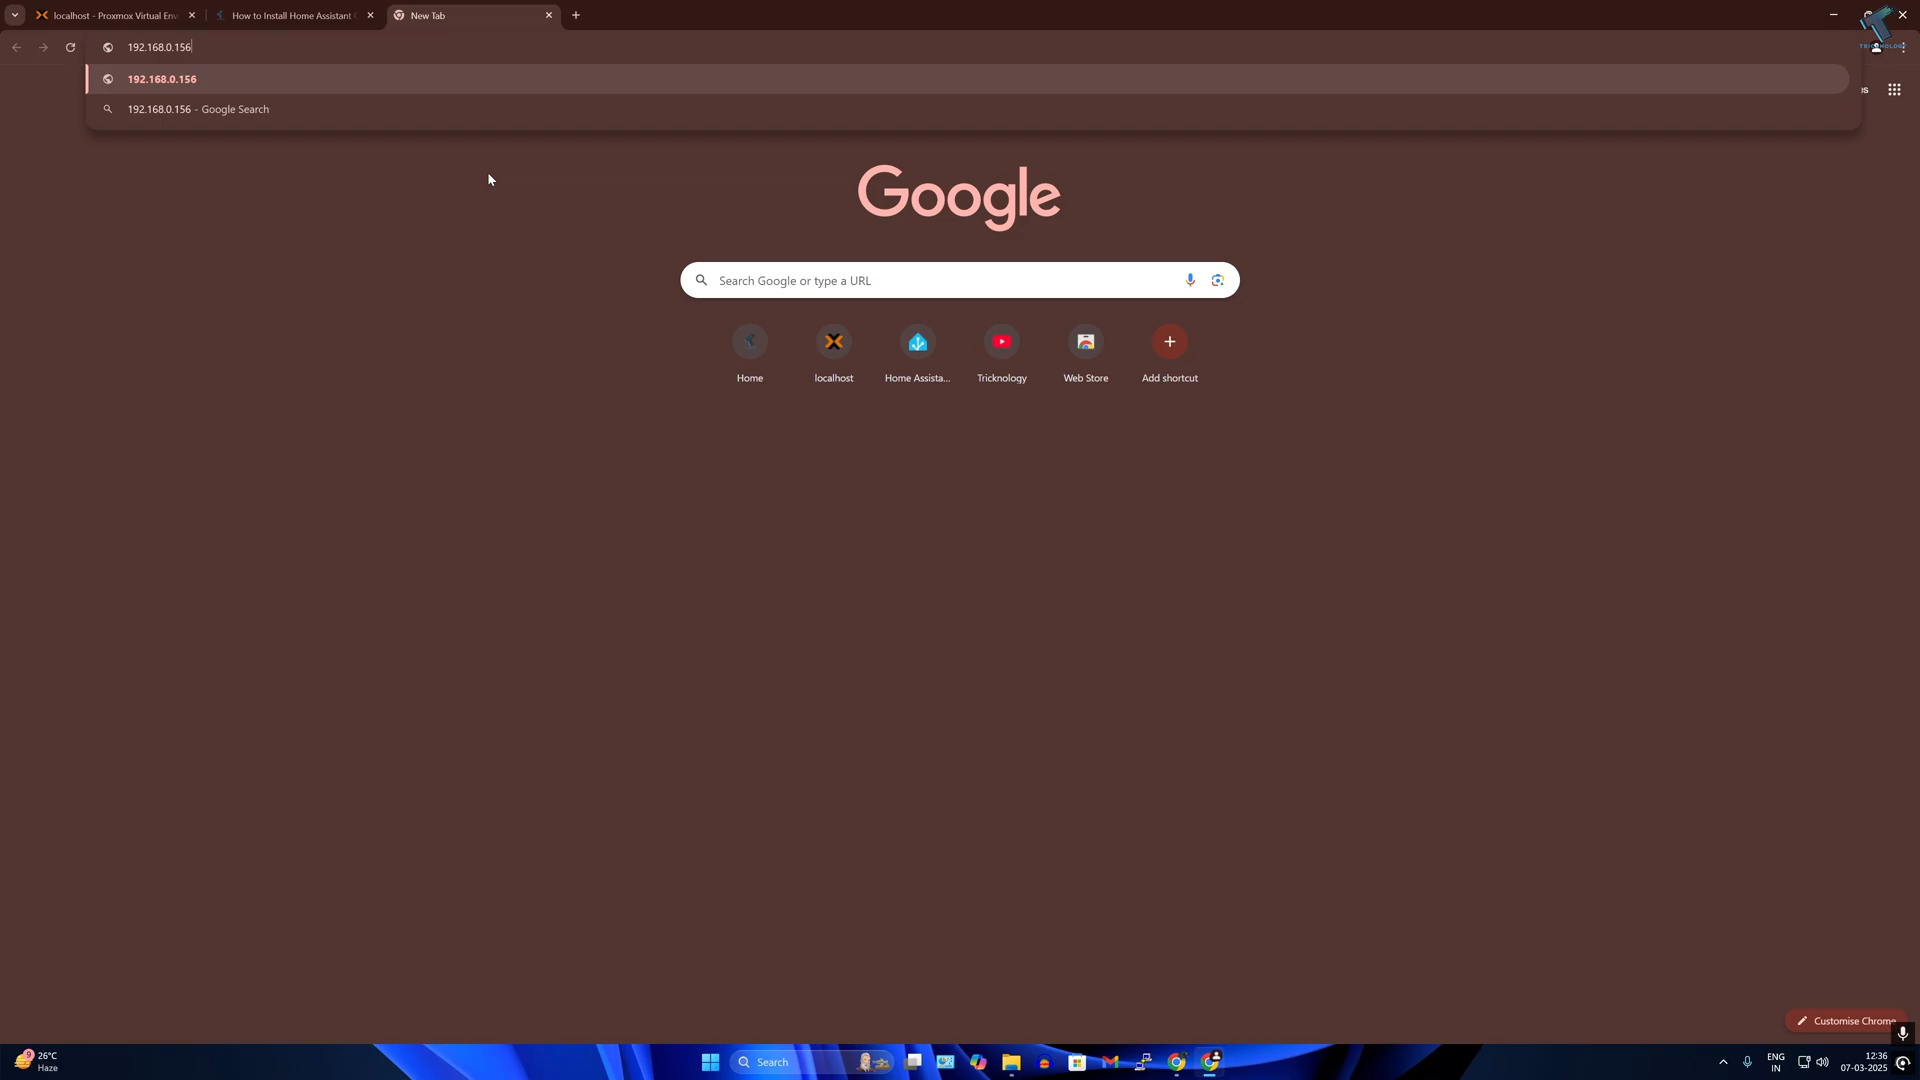 localhost - Proxmox Virtual Env
How to Install Home Assistant
New Tab
192.168.0.156
192.168.0.156
192.168.0.156 - Google Search
Google
Search Google or type a URL
Home
localhost
Home Assista...
Tricknology
Web Store
Add shortcut
Customise Chrome
9
26°C
Haze
Search
ENG
IN
12:36
07-03-2025